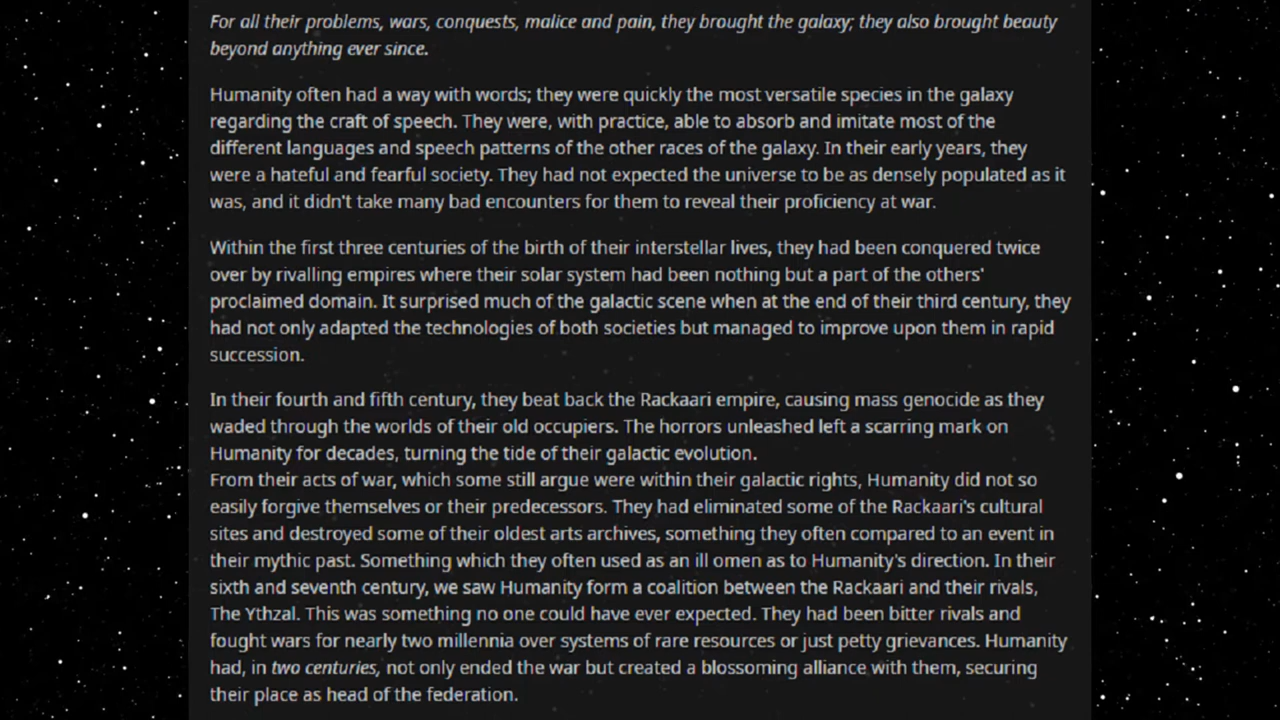 For all their problems, wars, conquests, malice and pain, they brought the galaxy; they also brought beauty
beyond anything ever since.
Humanity often had a way with words; they were quickly the most versatile species in the galaxy
regarding the craft of speech. They were, with practice, able to absorb and imitate most of the
different languages and speech patterns of the other races of the galaxy. In their early years, they
were a hateful and fearful society. They had not expected the universe to be as densely populated as it
was, and it didn't take many bad encounters for them to reveal their proficiency at war.
Within the first three centuries of the birth of their interstellar lives, they had been conquered twice
over by rivalling empires where their solar system had been nothing but a part of the others'
proclaimed domain. It surprised much of the galactic scene when at the end of their third century, they
had not only adapted the technologies of both societies but managed to improve upon them in rapid
succession.
In their fourth and fifth century, they beat back the Rackaari empire, causing mass genocide as they
waded through the worlds of their old occupiers. The horrors unleashed left a scarring mark on
Humanity for decades, turning the tide of their galactic evolution.
From their acts of war, which some still argue were within their galactic rights, Humanity did not so
easily forgive themselves or their predecessors. They had eliminated some of the Rackaari's cultural
sites and destroyed some of their oldest arts archives, something they often compared to an event in
their mythic past. Something which they often used as an ill omen as to Humanity's direction. In their
sixth and seventh century, we saw Humanity form a coalition between the Rackaari and their rivals,
The Ythzal. This was something no one could have ever expected. They had been bitter rivals and
fought wars for nearly two millennia over systems of rare resources or just petty grievances. Humanity
had, in two centuries, not only ended the war but created a blossoming alliance with them, securing
their place as head of the federation.